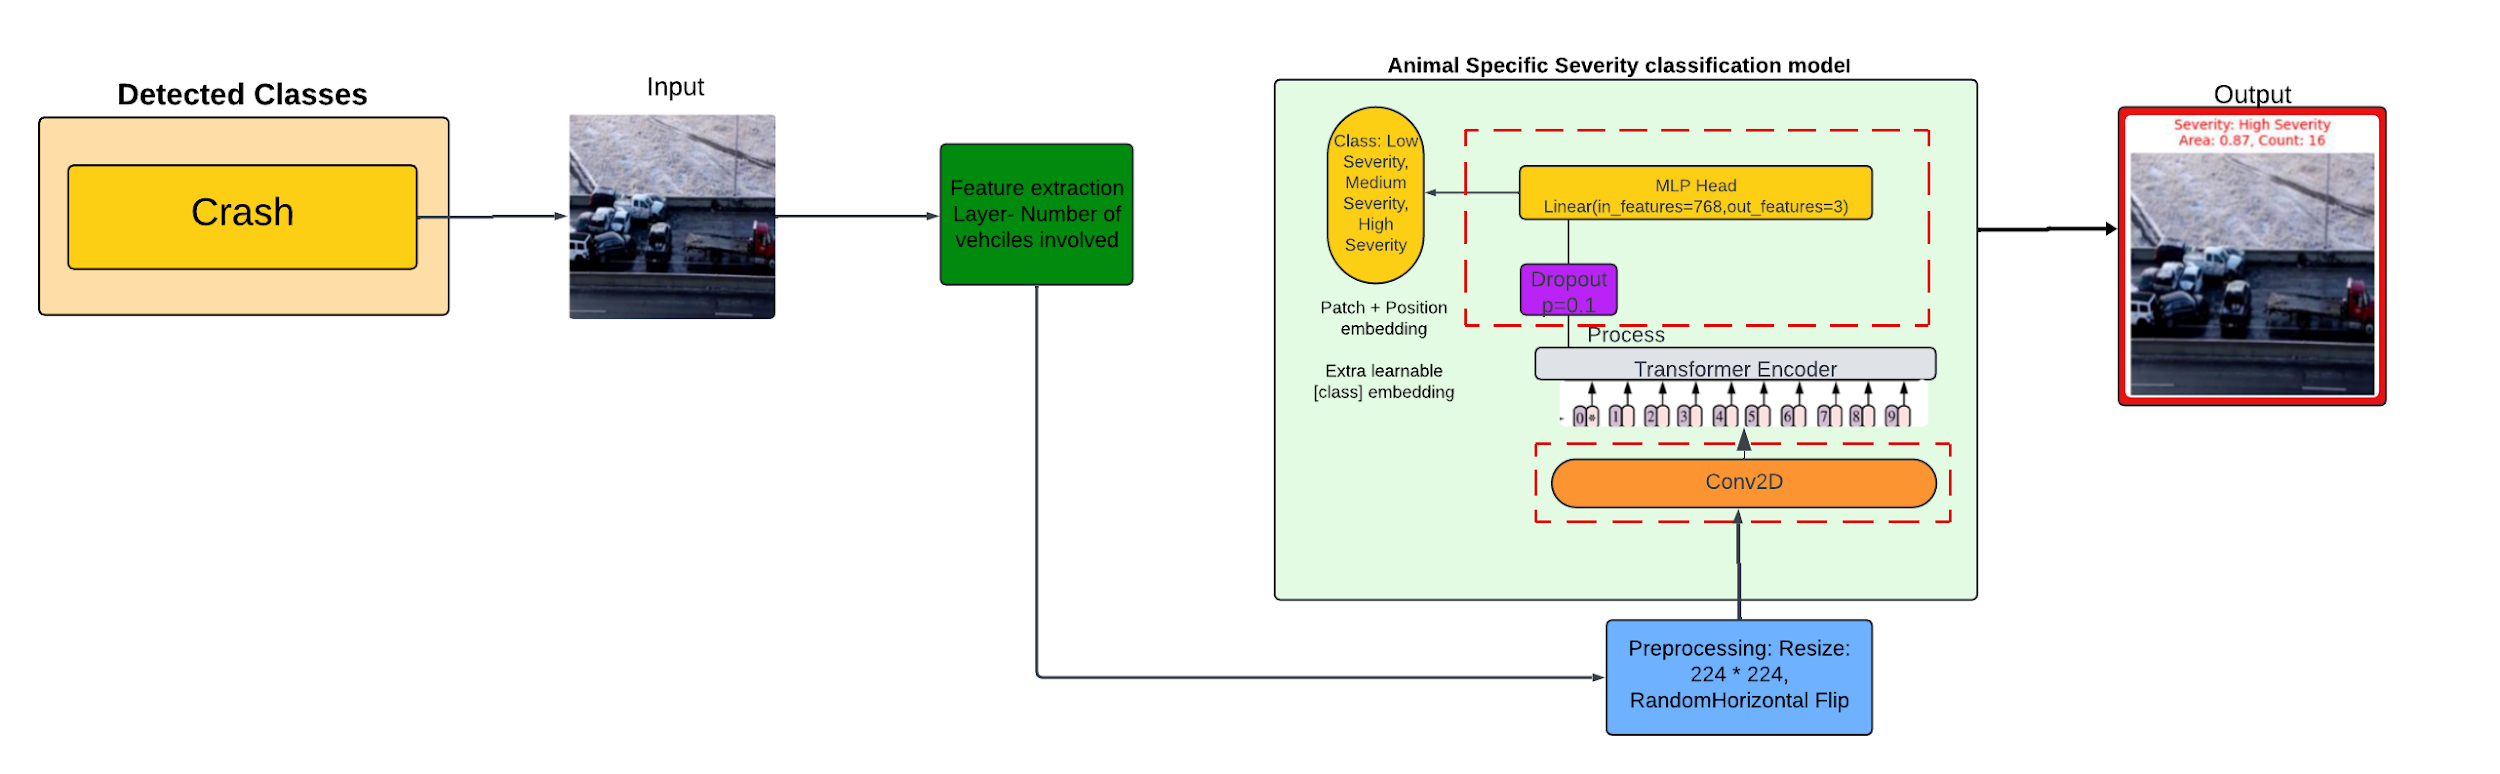 Detected Classes
Crash
Input
Feature extraction
Layer- Number of
vehciles involved
Animal Specific Severity classification model
Class: Low
Severity,
Medium
Severity,
High
Severity
MLP Head
Linear(in_features=768,out_features=3)
Dropout
p=0.1
Patch + Position
embedding
Extra learnable
[class] embedding
Process
Transformer Encoder
0 * 1 2 3 4 5 6 7 8 9
Conv2D
Preprocessing: Resize:
224 * 224,
RandomHorizontal Flip
Output
Severity: High Severity
Area: 0.87, Count: 16